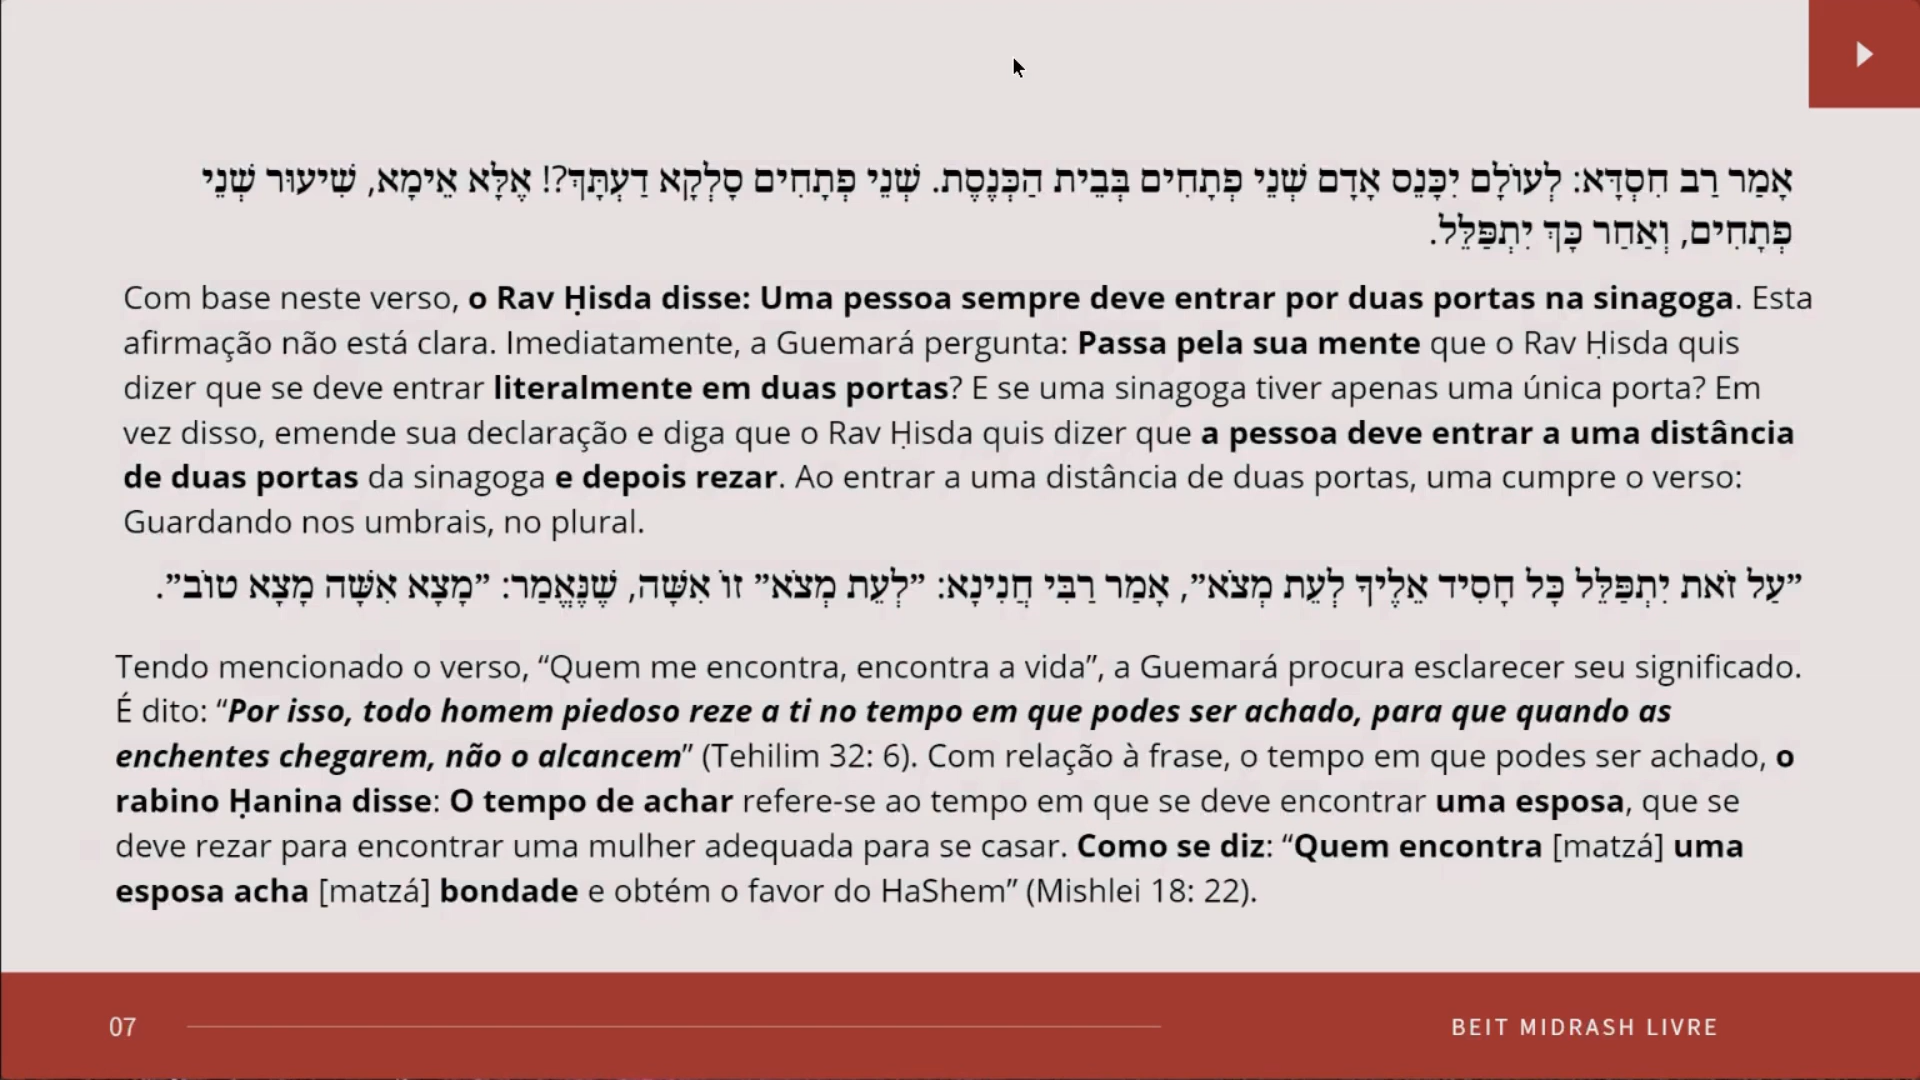 אָמַר רַב חִסְדָּא: לְעוֹלָם יִכָּנֵס אָדָם שְׁנֵי פְּתָחִים בְּבֵית הַכְּנֶסֶת. שְׁנֵי פְּתָחִים סָלְקָא דַעְתָּךְ?! אֶלָּא אֵימָא, שִׁיעוּר שְׁנֵי
פְּתָחִים, וְאַחַר כָּךְ יִתְפַּלֵּל.
Com base neste verso, o Rav Ḥisda disse: Uma pessoa sempre deve entrar por duas portas na sinagoga. Esta
afirmação não está clara. Imediatamente, a Guemará pergunta: Passa pela sua mente que o Rav Ḥisda quis
dizer que se deve entrar literalmente em duas portas? E se uma sinagoga tiver apenas uma única porta? Em
vez disso, emende sua declaração e diga que o Rav Ḥisda quis dizer que a pessoa deve entrar a uma distância
de duas portas da sinagoga e depois rezar. Ao entrar a uma distância de duas portas, uma cumpre o verso:
Guardando nos umbrais, no plural.
”עַל זֹאת יִתְפַּלֵּל כָּל חָסִיד אֵלֶיךָ לְעֵת מְצֹא”, אָמַר רַבִּי חֲנִינָא: ”לְעֵת מְצֹא” זוֹ אִשָּׁה, שֶׁנֶּאֱמַר: ”מָצָא אִשָּׁה מָצָא טוֹב”.
Tendo mencionado o verso, “Quem me encontra, encontra a vida”, a Guemará procura esclarecer seu significado.
É dito: “Por isso, todo homem piedoso reze a ti no tempo em que podes ser achado, para que quando as
enchentes chegarem, não o alcancem” (Tehilim 32: 6). Com relação à frase, o tempo em que podes ser achado, o
rabino Ḥanina disse: O tempo de achar refere-se ao tempo em que se deve encontrar uma esposa, que se
deve rezar para encontrar uma mulher adequada para se casar. Como se diz: “Quem encontra [matzá] uma
esposa acha [matzá] bondade e obtém o favor do HaShem” (Mishlei 18: 22).
07
BEIT MIDRASH LIVRE